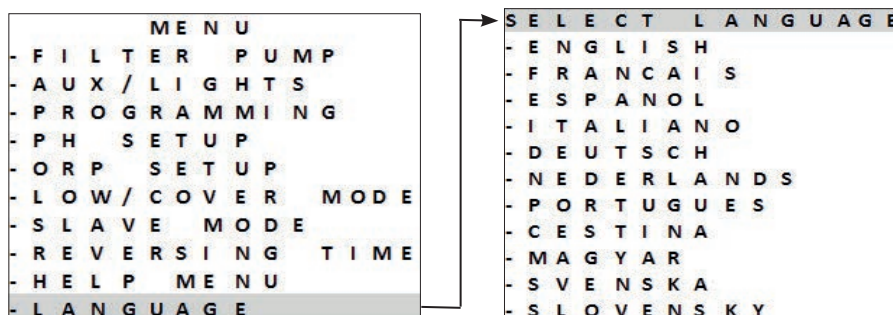 MENU
- FILTER PUMP
- AUX/LIGHTS
- PROGRAMMING
- PH SETUP
- ORP SETUP
- LOW/COVER MODE
- SLAVE MODE
- REVERSING TIME
- HELP MENU
- LANGUAGE
SELECT LANGUAGE
- ENGLISH
- FRANCAIS
- ESPANOL
- ITALIANO
- DEUTSCH
- NEDERLANDS
- PORTUGUES
- CESTINA
- MAGYAR
- SVENSKA
- SLOVENSKY